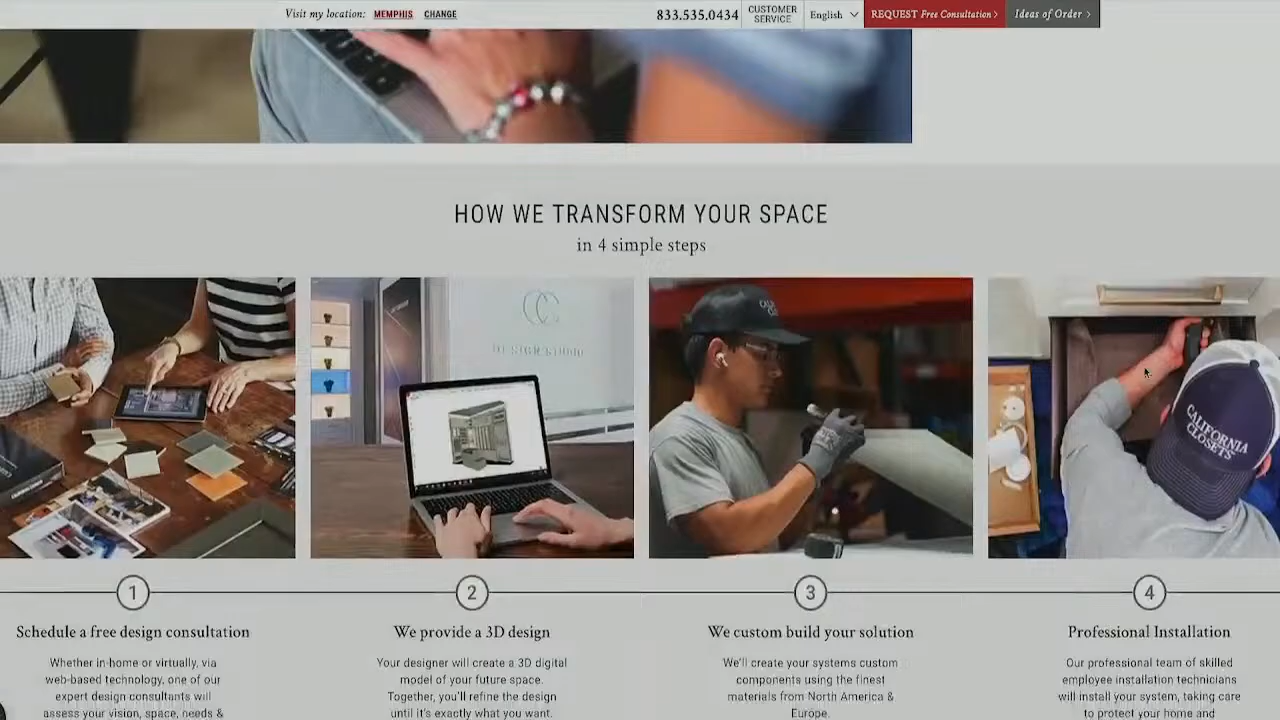 Visit my location: MEMPHIS CHANGE
833.535.0434
CUSTOMER
SERVICE
English
REQUEST Free Consultation >
Ideas of Order >
HOW WE TRANSFORM YOUR SPACE
in 4 simple steps
CC
DESIGN STUDIO
CALIFORNIA
CLOSETS
1
2
3
4
Schedule a free design consultation
We provide a 3D design
We custom build your solution
Professional Installation
Whether in-home or virtually, via
web-based technology, one of our
expert design consultants will
assess your vision, space, needs &
Your designer will create a 3D digital
model of your future space.
Together, you'll refine the design
until it's exactly what you want.
We'll create your systems custom
components using the finest
materials from North America &
Europe.
Our professional team of skilled
employee installation technicians
will install your system, taking care
to protect your home and